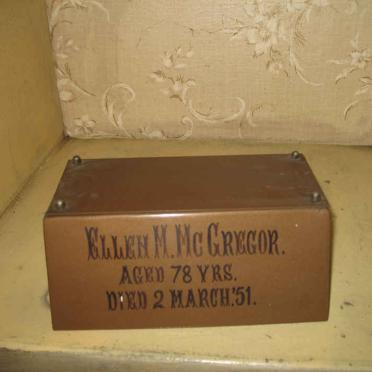 ELLEN M. MCGREGOR.
AGED 78 YRS.
DIED 2 MARCH.'51.